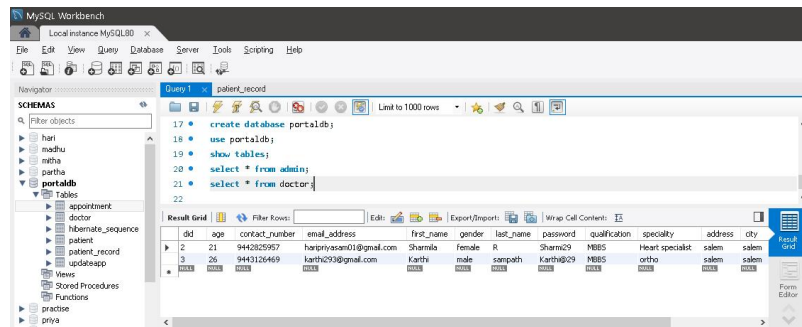 MySQL Workbench
Local instance MySQL80 ×
File Edit View Query Database Server Tools Scripting Help
Navigator
SCHEMAS
Filter objects
hari
madhu
mitha
partha
portaldb
Tables
appointment
doctor
hibernate_sequence
patient
patient_record
updateapp
Views
Stored Procedures
Functions
practise
priya
Query 1 × patient_record
Limit to 1000 rows
17 create database portaldb;
18 use portaldb;
19 show tables;
20 select * from admin;
21 select * from doctor;
22
Result Grid Filter Rows: Edit: Export/Import: Wrap Cell Content:
did age contact_number email_address first_name gender last_name password qualification speciality address city
2 21 9442825957 haripriyasam01@gmail.com Sharmila female R Sharmi29 MBBS Heart specialist salem salem
3 26 9443126469 karthi293@gmail.com Karthi male sampath Karthi@29 MBBS ortho salem salem
NULL NULL NULL NULL NULL NULL NULL NULL NULL NULL NULL NULL
Result Grid
Form Editor